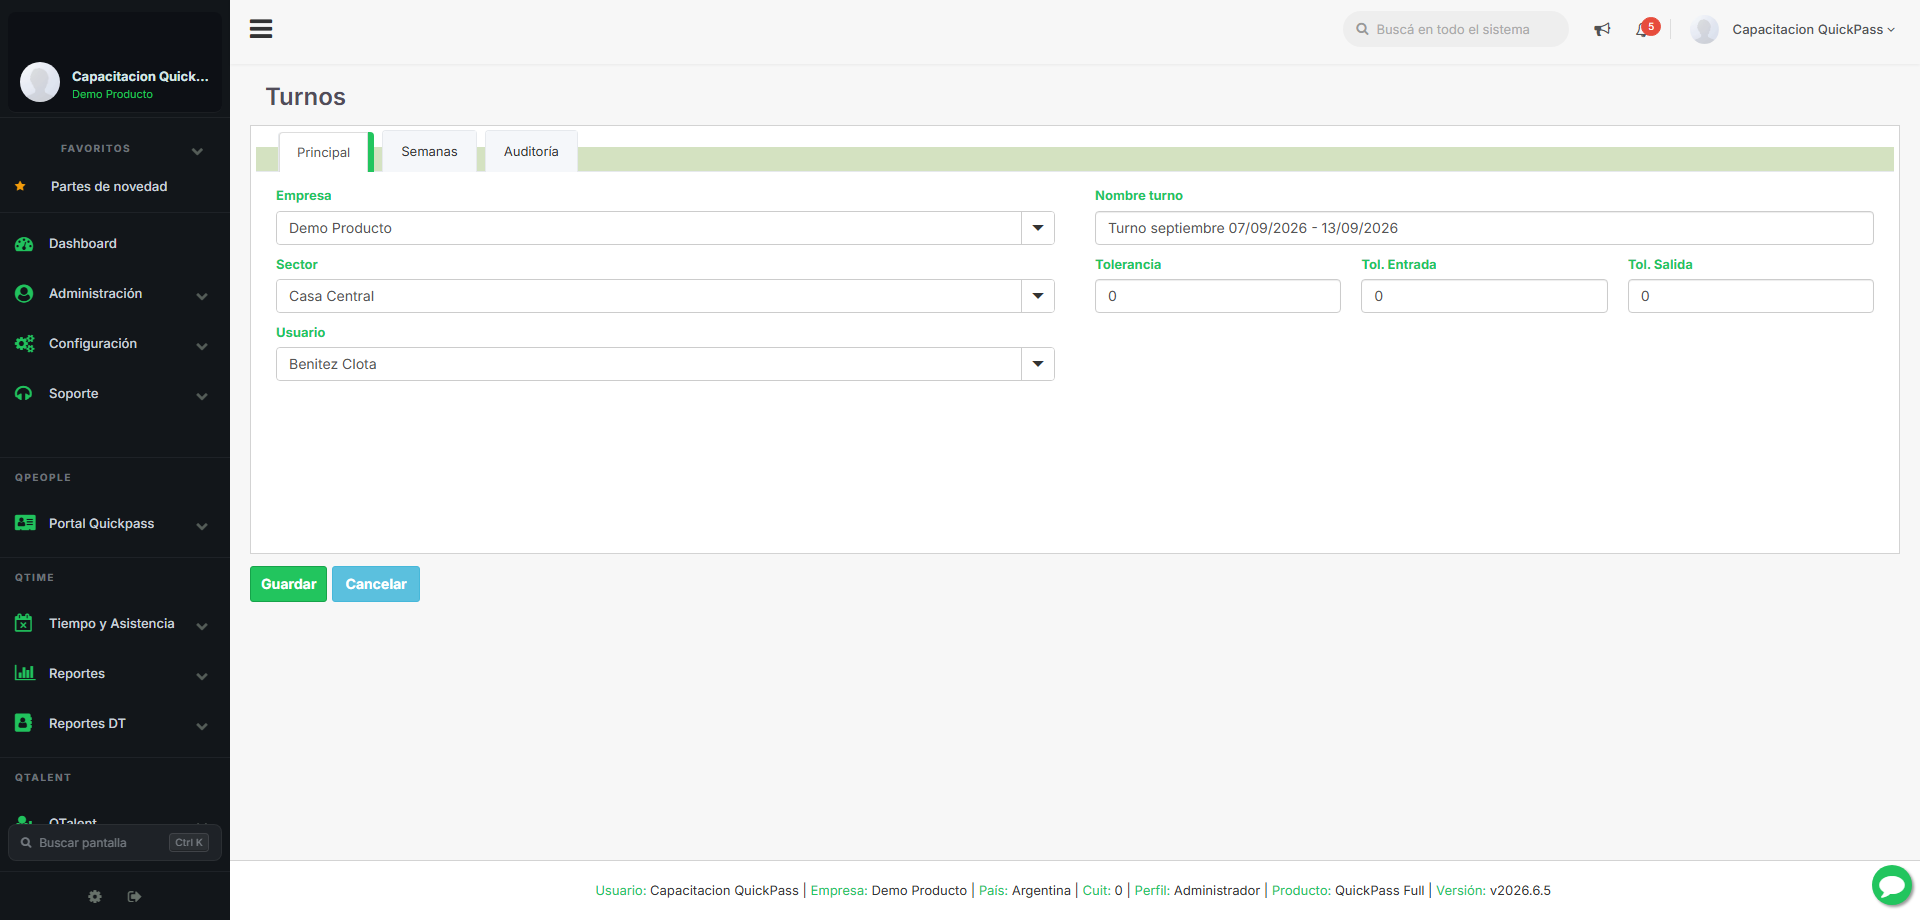 Capacitacion Quick...
Demo Producto
FAVORITOS
Partes de novedad
Dashboard
Administración
Configuración
Soporte
QPEOPLE
Portal Quickpass
QTIME
Tiempo y Asistencia
Reportes
Reportes DT
QTALENT
QTalent
Buscar pantalla
Ctrl K
Buscá en todo el sistema
5
Capacitacion QuickPass
Turnos
Principal
Semanas
Auditoría
Empresa
Demo Producto
Nombre turno
Turno septiembre 07/09/2026 - 13/09/2026
Sector
Casa Central
Tolerancia
0
Tol. Entrada
0
Tol. Salida
0
Usuario
Benitez Clota
Guardar
Cancelar
Usuario: Capacitacion QuickPass | Empresa: Demo Producto | País: Argentina | Cuit: 0 | Perfil: Administrador | Producto: QuickPass Full | Versión: v2026.6.5